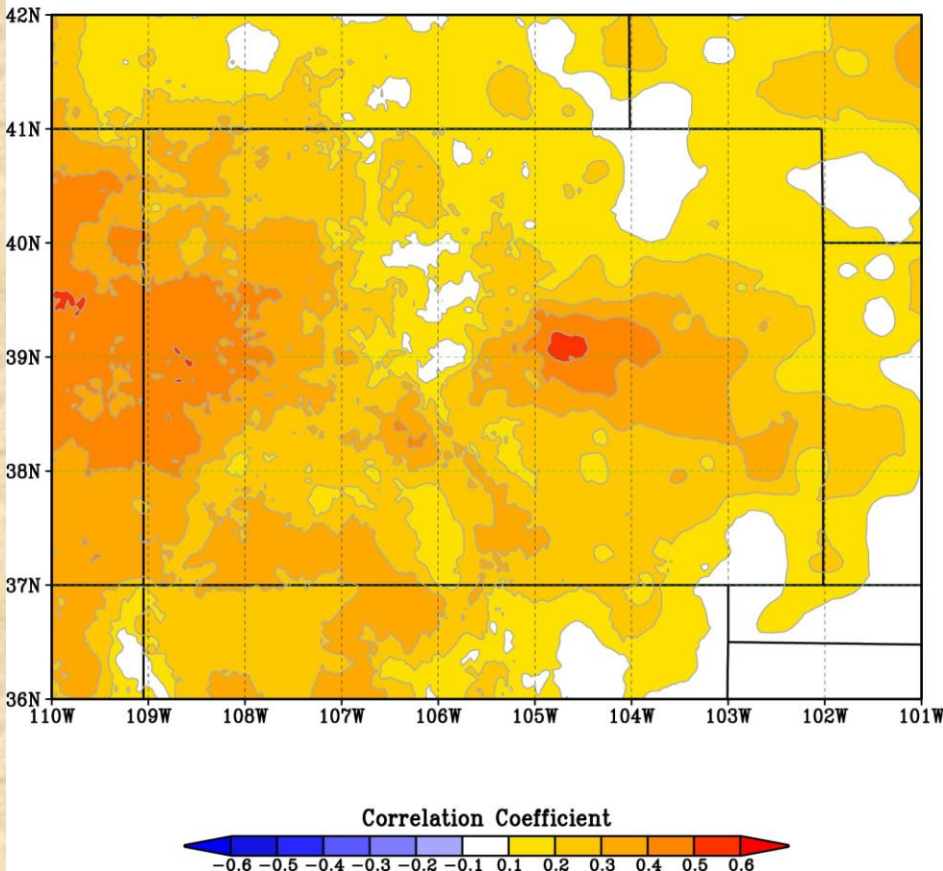 42N
41N
40N
39N
38N
37N
36N
110W 109W 108W 107W 106W 105W 104W 103W 102W 101W
Correlation Coefficient
-0.6 -0.5 -0.4 -0.3 -0.2 -0.1 0.1 0.2 0.3 0.4 0.5 0.6